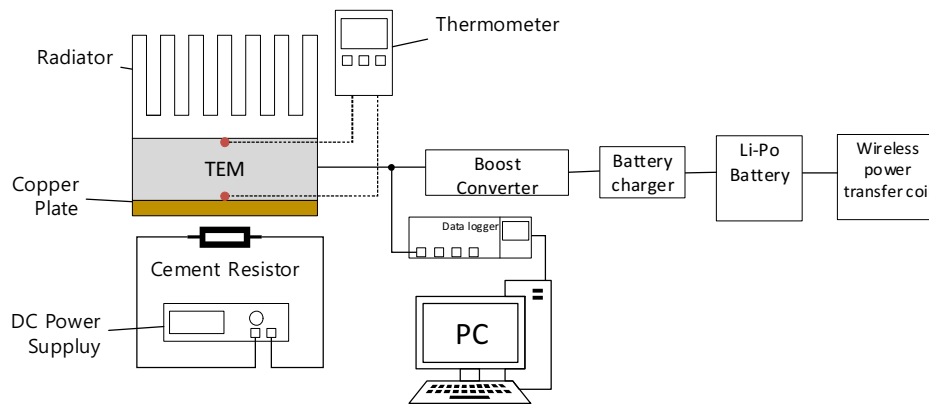 Thermometer
Radiator
TEM
Copper
Plate
Boost
Converter
Battery
charger
Li-Po
Battery
Wireless
power
transfer coil
Data logger
Cement Resistor
DC Power
Suppluy
PC